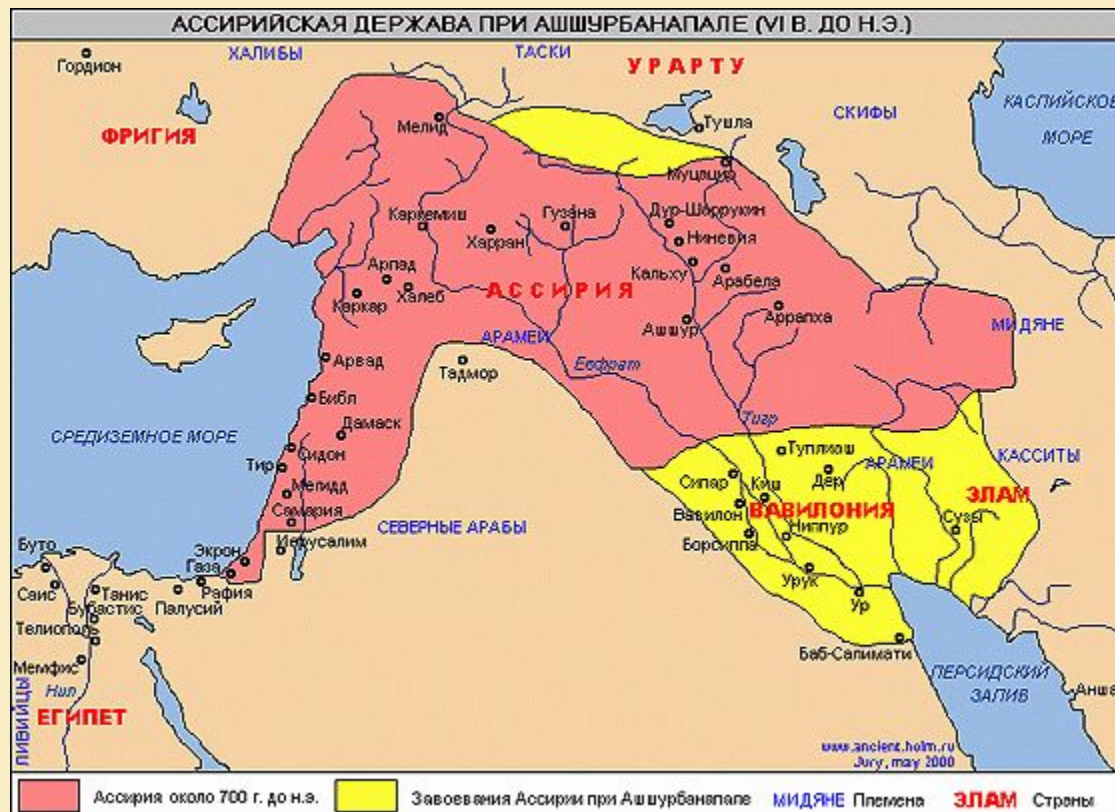 АССИРИЙСКАЯ ДЕРЖАВА ПРИ АШШУРБАНАПАЛЕ (VI В. ДО Н.Э.)
Гордион
ХАЛИБЫ
ТАСКИ
УРАРТУ
СКИФЫ
КАСПИЙСКОЕ
МОРЕ
ФРИГИЯ
Мелид
Тушпа
Муцацир
Каркемиш
Гузана
Дур-Шаррукин
Харран
Ниневия
Арпад
Халеб
Кальху
Арабела
Каркар
АССИРИЯ
Ашшур
Аррапха
АРАМЕИ
МИДЯНЕ
Арвад
Тадмор
Евфрат
Библ
Тигр
СРЕДИЗЕМНОЕ МОРЕ
Дамаск
Сидон
Тир
Туплиаш
АРАМЕИ
КАССИТЫ
Мегидд
Сипар
Киш
Дер
ЭЛАМ
Самария
Вавилон
ВАВИЛОНИЯ
Сузы
СЕВЕРНЫЕ АРАБЫ
Борсиппа
Ниппур
Иерусалим
Буто
Экрон
Газа
Рафия
Урук
Саис
Танис
Палусий
Ур
Бубастис
Телиопол
Баб-Салимати
Мемфис
Нил
ПЕРСИДСКИЙ
ЗАЛИВ
Анша
ЛИВИЙЦЫ
ЕГИПЕТ
www.ancient.holm.ru
Jury, may 2000
Ассирия около 700 г. до н.э.
Завоевания Ассирии при Ашшурбанапале
МИДЯНЕ Племена
ЭЛАМ Страны